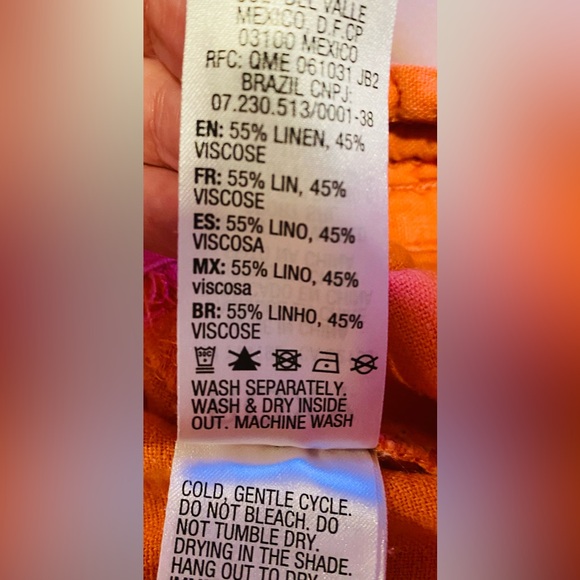 DEL VALLE
MEXICO, D.F.CP
03100 MEXICO
RFC: QME 061031 JB2
BRAZIL CNPJ:
07.230.513/0001-38
EN: 55% LINEN, 45%
VISCOSE
FR: 55% LIN, 45%
VISCOSE
ES: 55% LINO, 45%
VISCOSA
MX: 55% LINO, 45%
viscosa
BR: 55% LINHO, 45%
VISCOSE
WASH SEPARATELY.
WASH & DRY INSIDE
OUT. MACHINE WASH
COLD, GENTLE CYCLE.
DO NOT BLEACH. DO
NOT TUMBLE DRY.
DRYING IN THE SHADE.
HANG OUT TO DRY